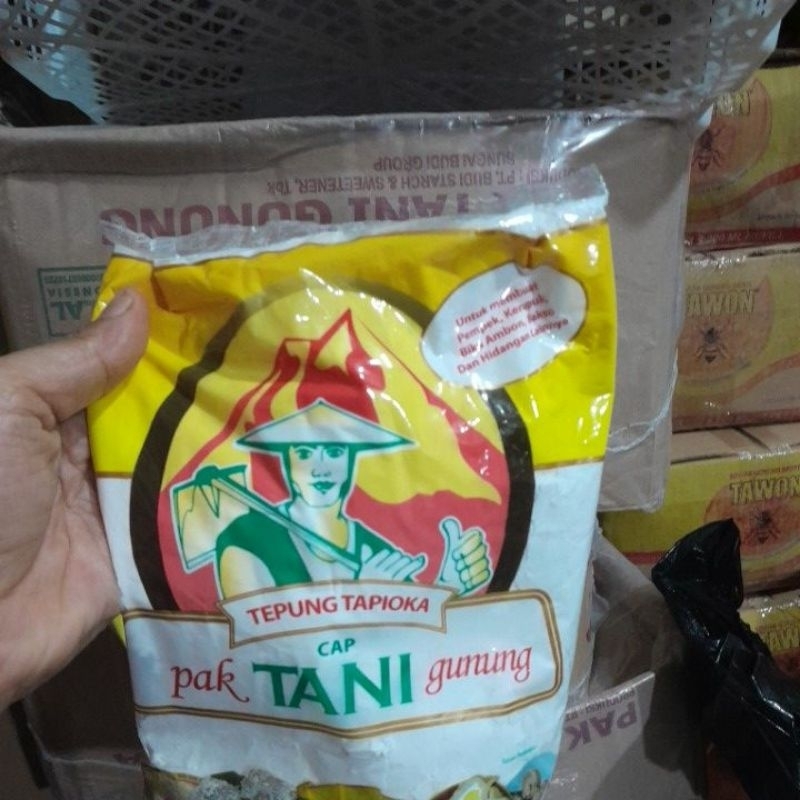 Untuk membuat
Pempek, Kerupuk,
Bika Ambon, Bakso
Dan Hidangan lainnya
TEPUNG TAPIOKA
CAP
pak TANI gunung
TANI GUNUNG
PT. BUDI STARCH & SWEETENER, Tbk
SUNGAI BUDI GROUP
TAWON
TAWON
PAK